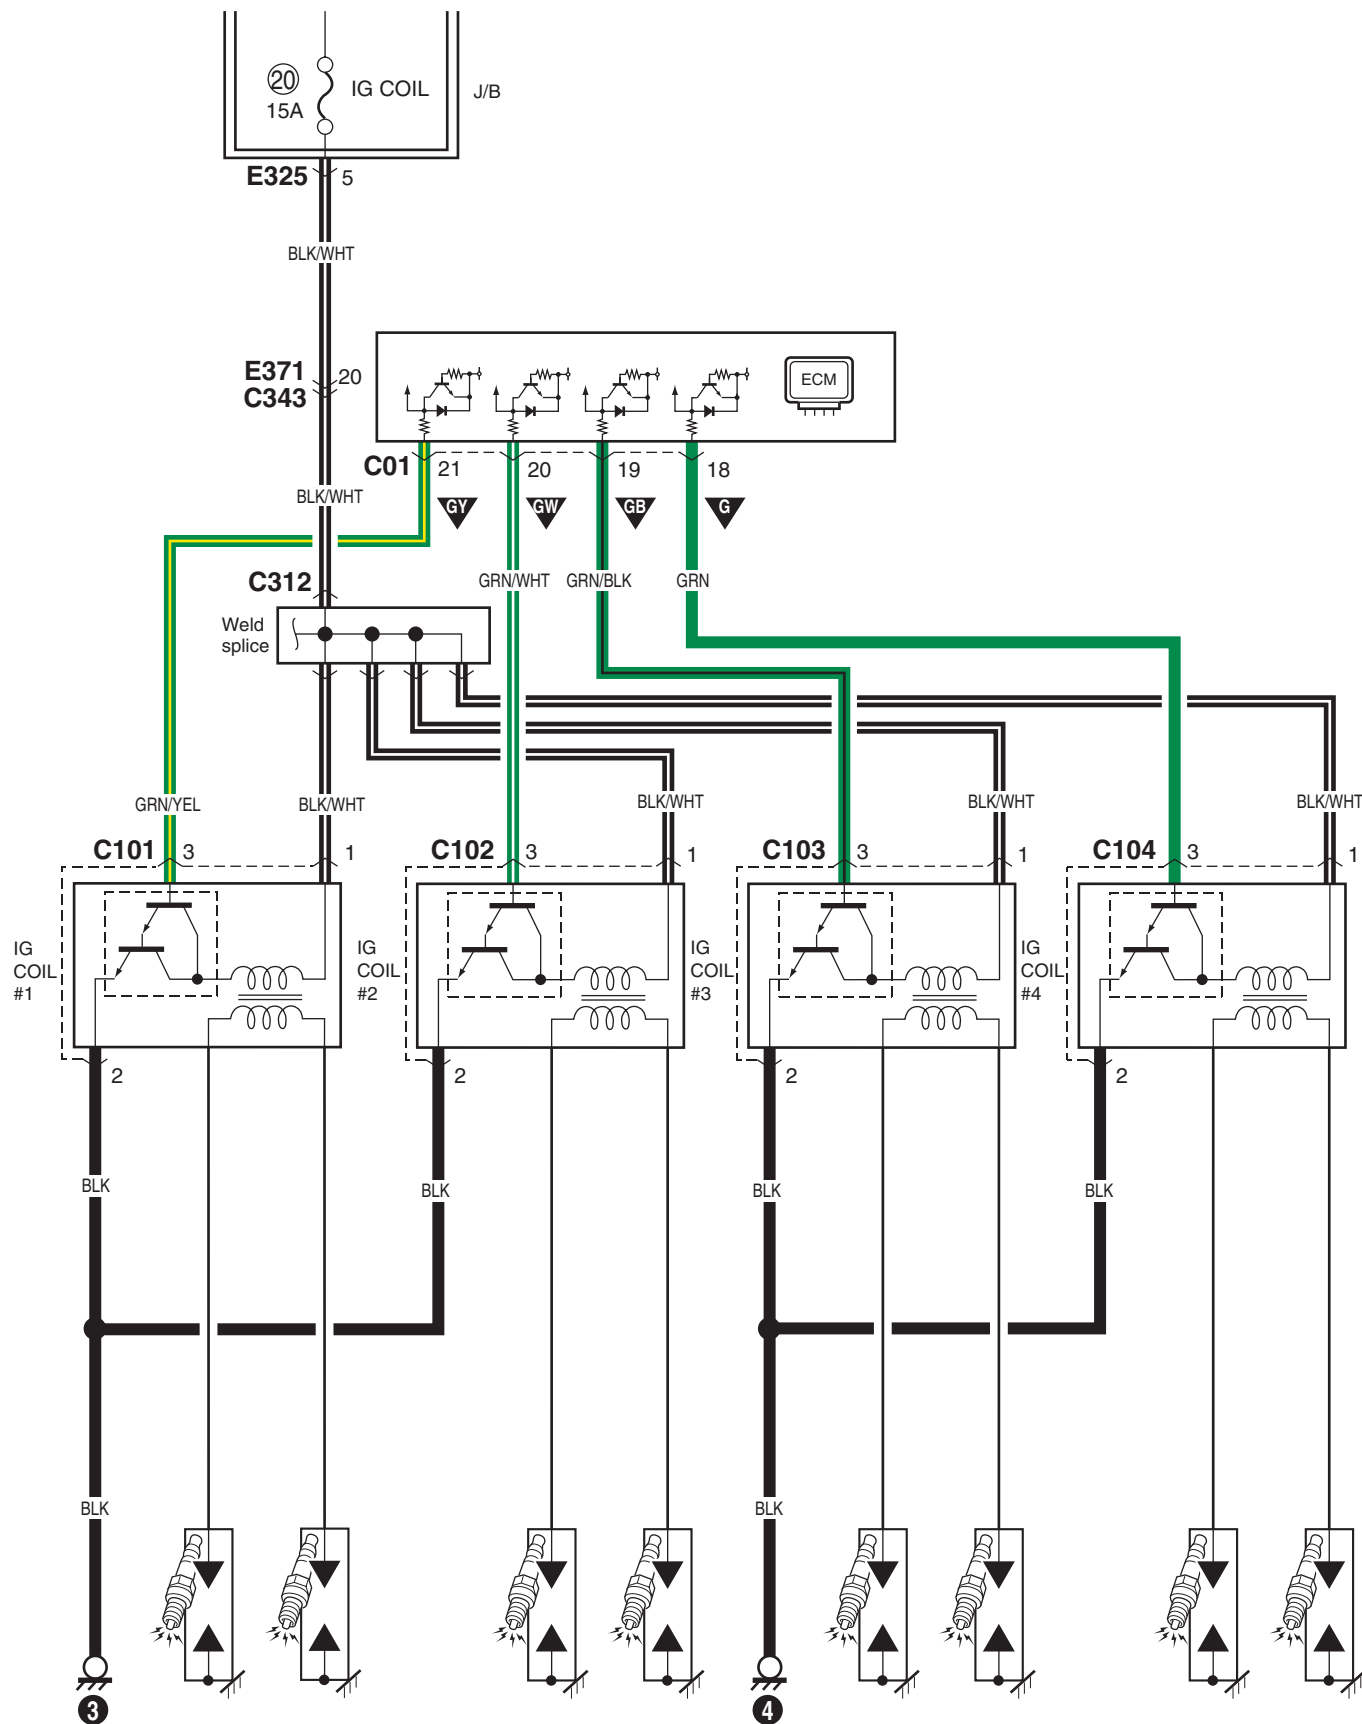 20
15A
IG COIL
J/B
E325
5
BLK/WHT
E371
20
C343
ECM
C01
21
20
19
18
GY
GW
GB
G
BLK/WHT
C312
GRN/WHT
GRN/BLK
GRN
Weld
splice
GRN/YEL
BLK/WHT
BLK/WHT
BLK/WHT
BLK/WHT
C101
3
1
C102
3
1
C103
3
1
C104
3
1
IG
COIL
#1
IG
COIL
#2
IG
COIL
#3
IG
COIL
#4
2
2
2
2
BLK
BLK
BLK
BLK
BLK
BLK
3
4